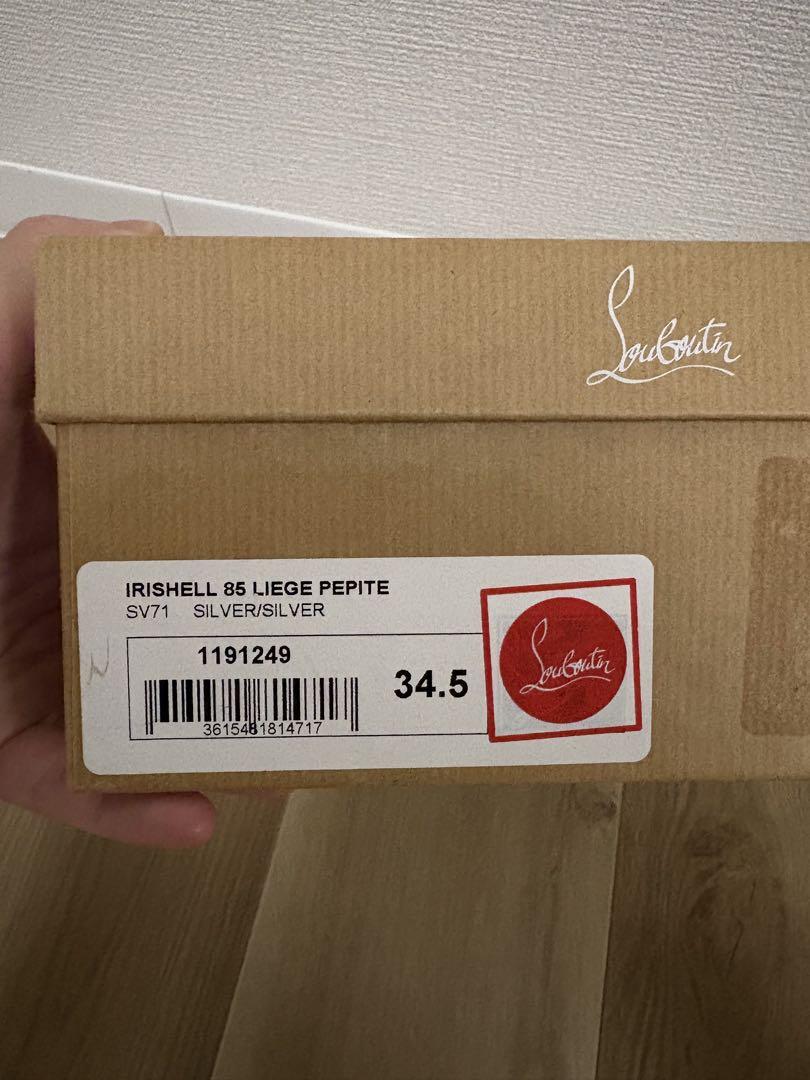 Louboutin
IRISHELL 85 LIEGE PEPITE
SV71 SILVER/SILVER
1191249
34.5
3615481814717
Louboutin